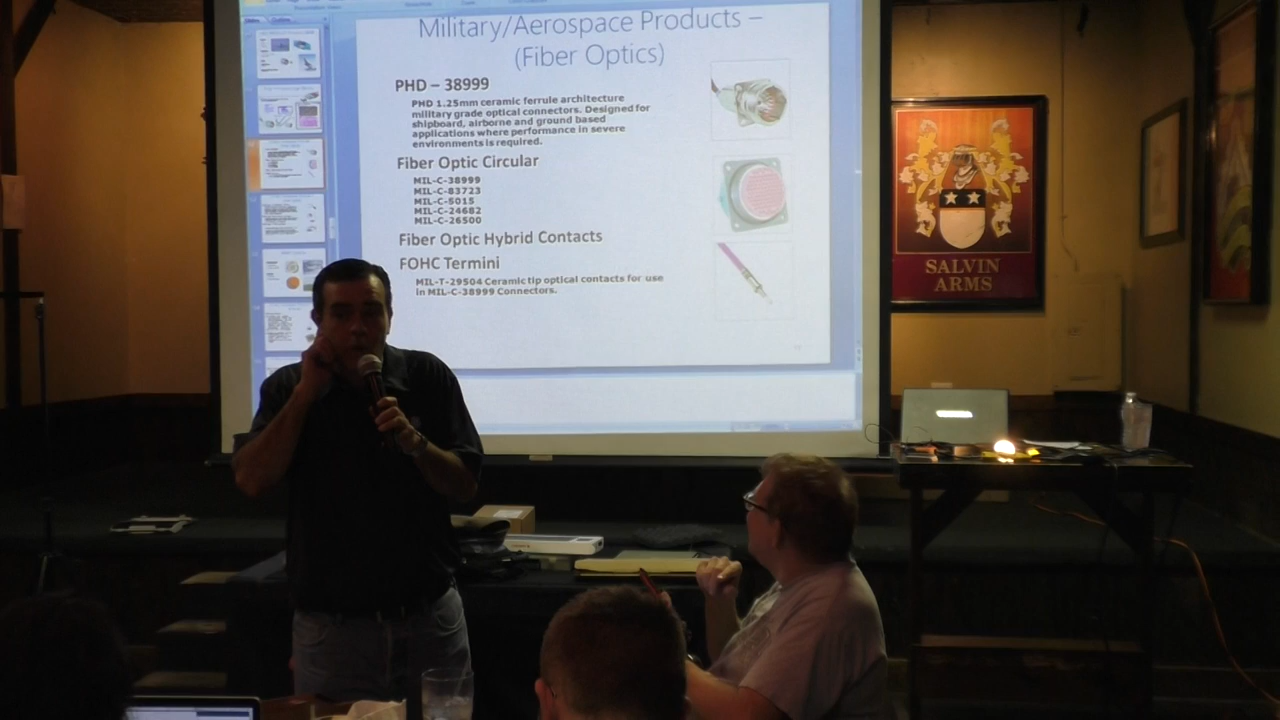 Military/Aerospace Products –
(Fiber Optics)
PHD – 38999
PHD 1.25mm ceramic ferrule architecture
military grade optical connectors. Designed for
shipboard, airborne and ground based
applications where performance in severe
environments is required.
Fiber Optic Circular
MIL-C-38999
MIL-C-83723
MIL-C-5015
MIL-C-24682
MIL-C-26500
Fiber Optic Hybrid Contacts
FOHC Termini
MIL-T-29504 Ceramic tip optical contacts for use
in MIL-C-38999 Connectors.
SALVIN
ARMS